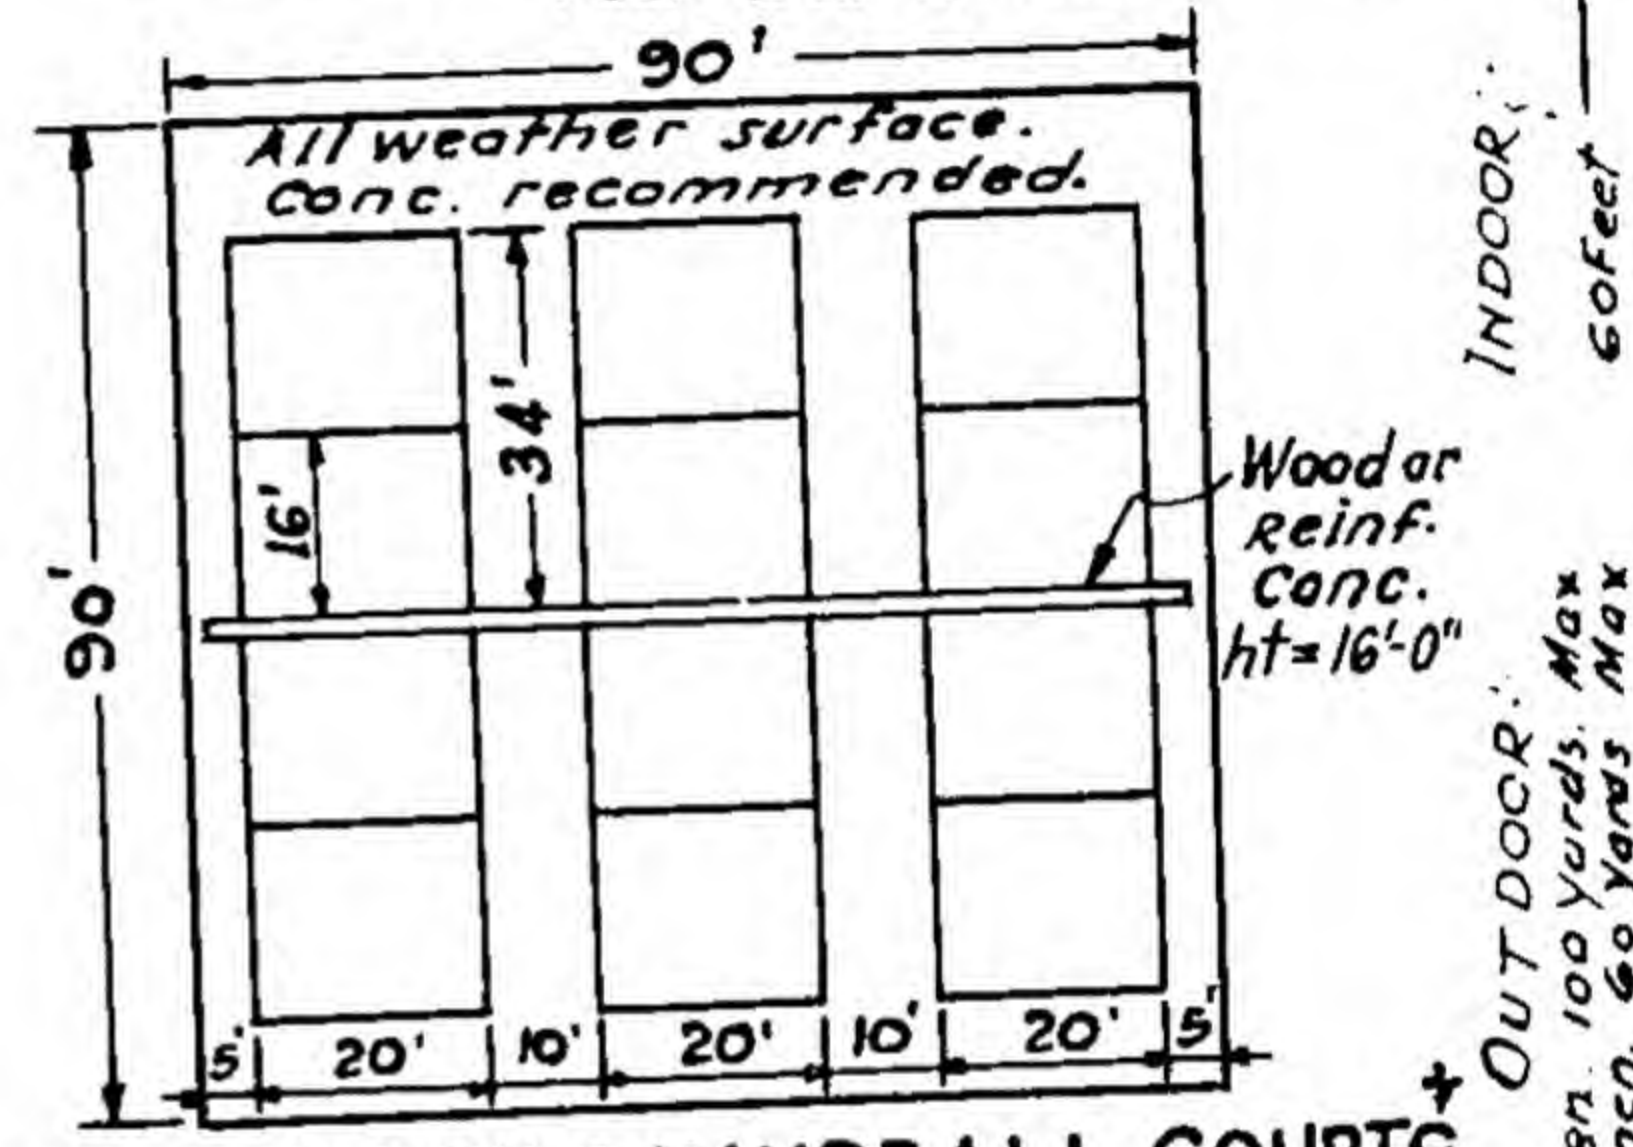 90'
All weather surface.
Conc. recommended.
34'
16'
90'
Wood or
Reinf.
Conc.
ht = 16'-0"
5' 20' 10' 20' 10' 20' 5'
COURTS +
INDOOR:
60 Feet
OUTDOOR:
100 yards. Max
60 yards Max